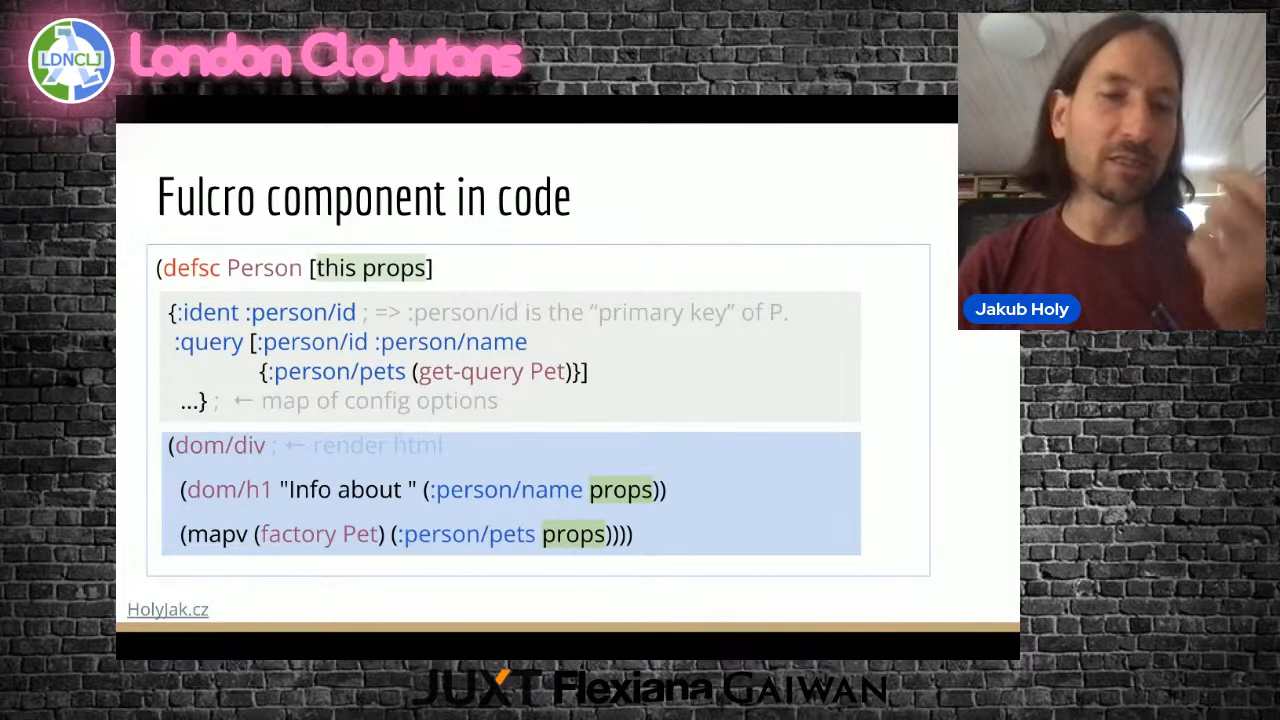 LDNCLJ
London Clojurians
Fulcro component in code
(defsc Person [this props]
{:ident :person/id ; => :person/id is the “primary key” of P.
:query [:person/id :person/name
{:person/pets (get-query Pet)}]
...} ; ← map of config options
(dom/div ; ← render html
(dom/h1 "Info about " (:person/name props))
(mapv (factory Pet) (:person/pets props))))
HolyJak.cz
Jakub Holy
JUXT Flexiana GAIWAN